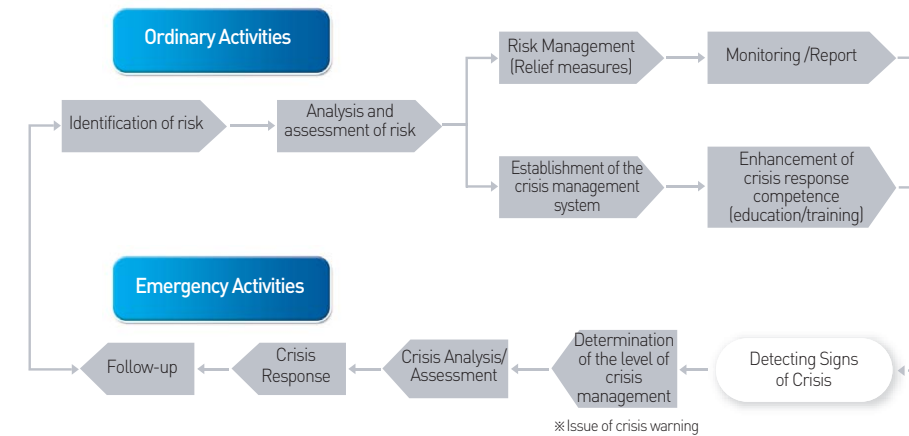 Ordinary Activities
Identification of risk
Analysis and
assessment of risk
Risk Management
(Relief measures)
Monitoring /Report
Establishment of the
crisis management
system
Enhancement of
crisis response
competence
(education/training)
Emergency Activities
Follow-up
Crisis
Response
Crisis Analysis/
Assessment
Determination
of the level of
crisis
management
※Issue of crisis warning
Detecting Signs
of Crisis